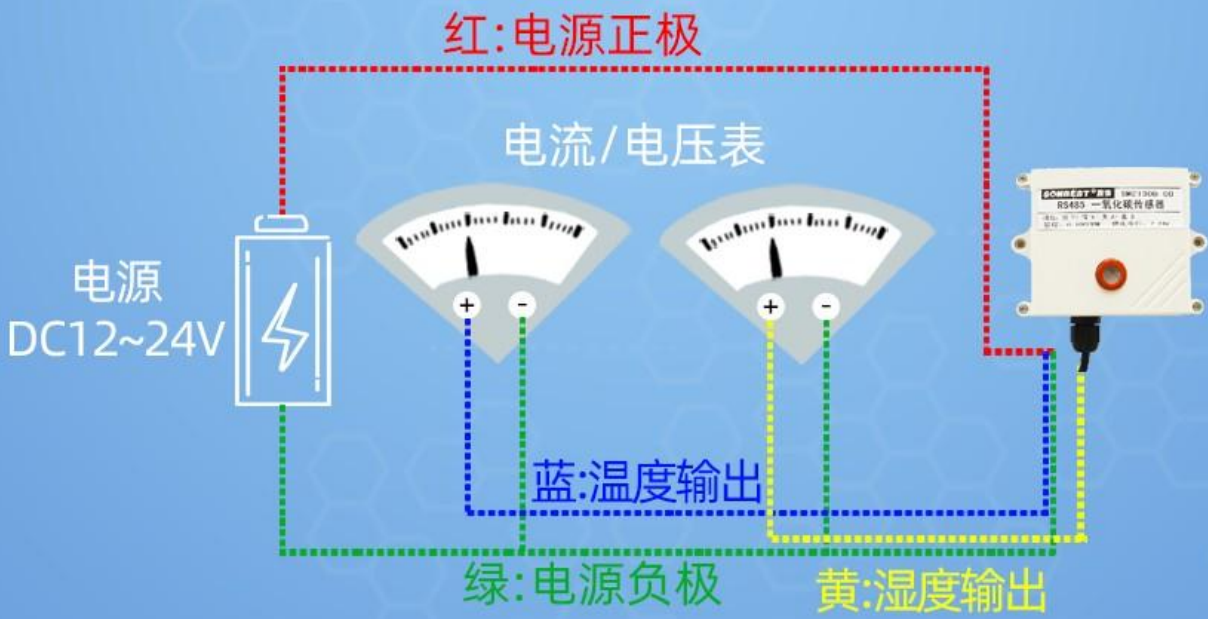 红:电源正极
电流/电压表
SONBEST
RS485 一氧化碳传感器
电源
DC12~24V
+
-
+
-
蓝:温度输出
绿:电源负极
黄:湿度输出